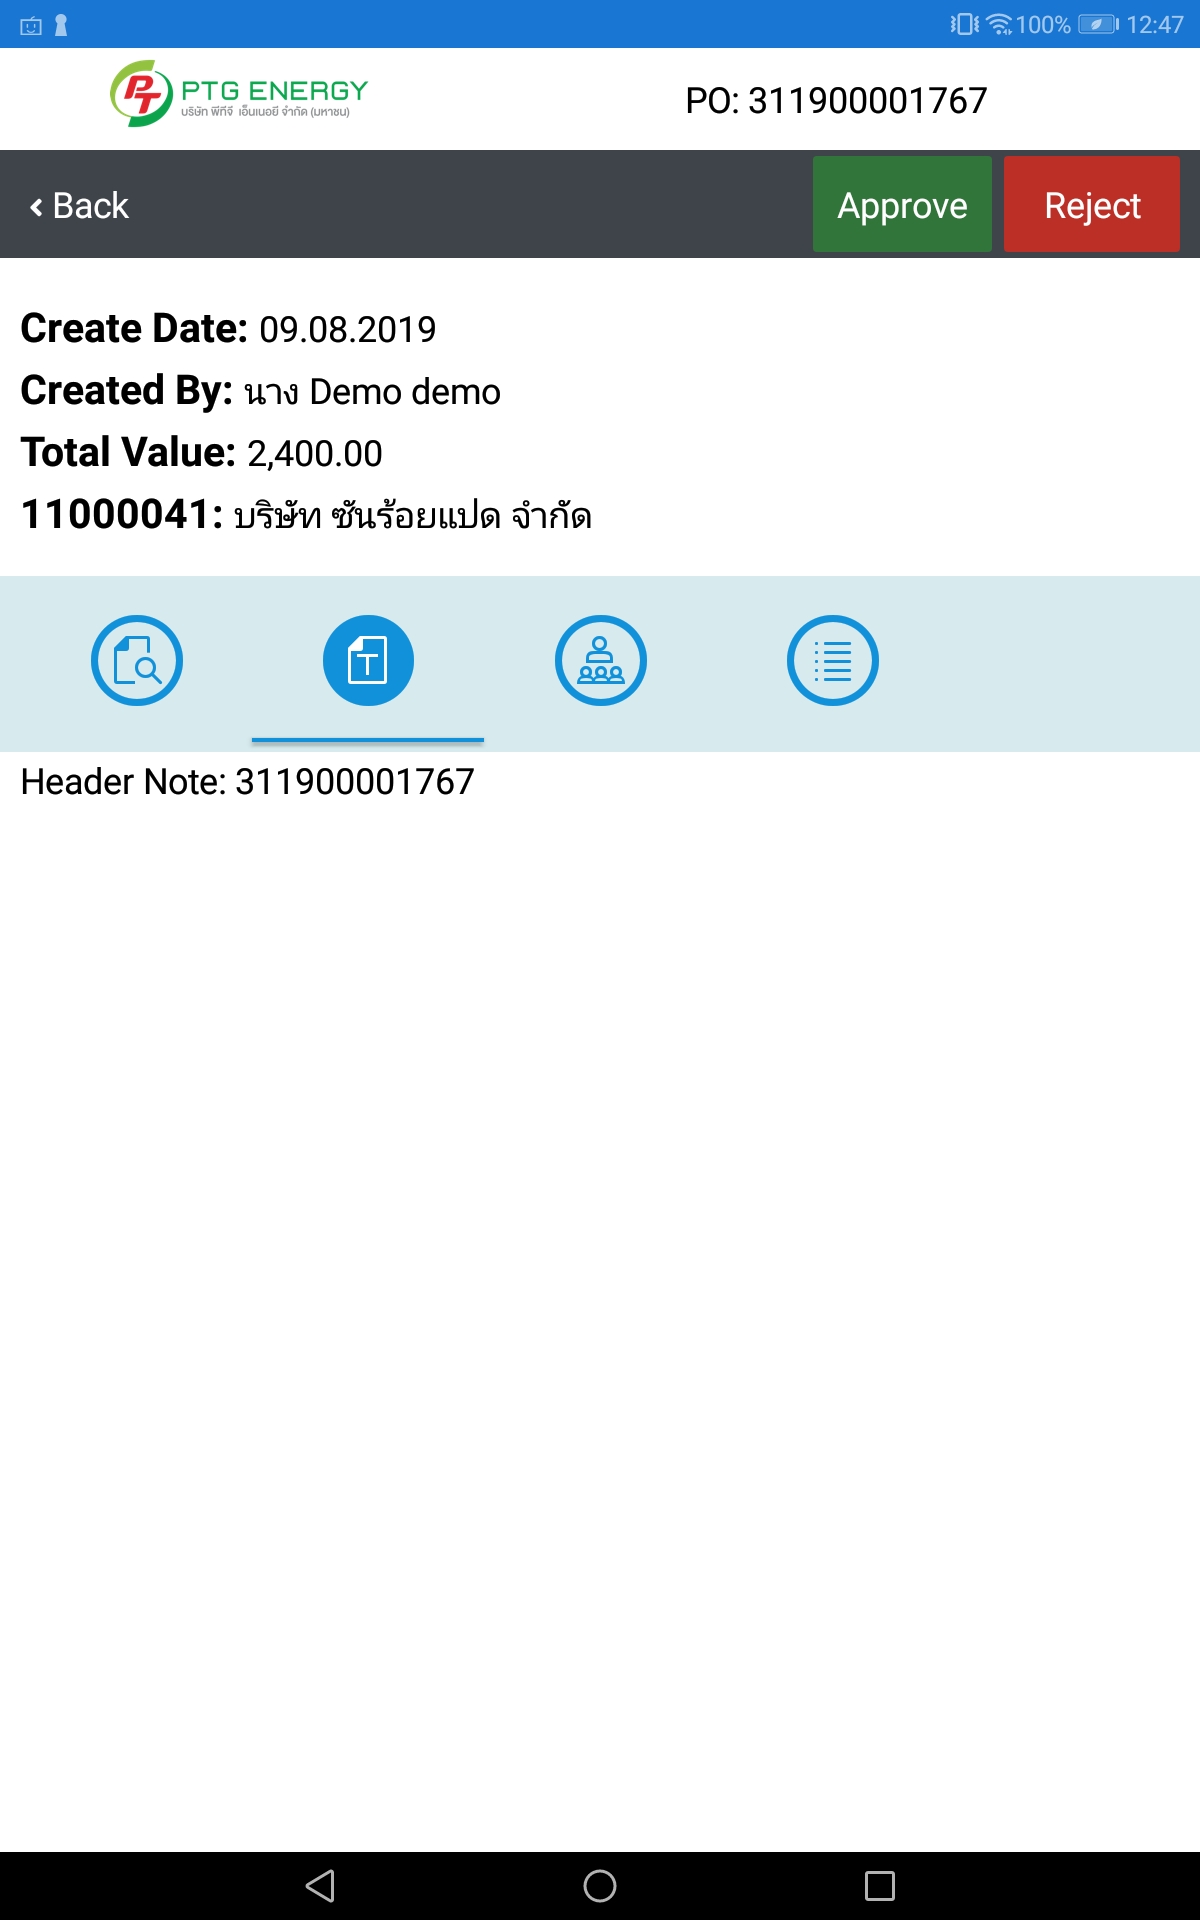 100% 12:47
PTG ENERGY
บริษัท พีทีจี เอ็นเนอยี จำกัด (มหาชน)
PO: 311900001767
Back
Approve
Reject
Create Date: 09.08.2019
Created By: นาง Demo demo
Total Value: 2,400.00
11000041: บริษัท ซันร้อยแปด จำกัด
Header Note: 311900001767